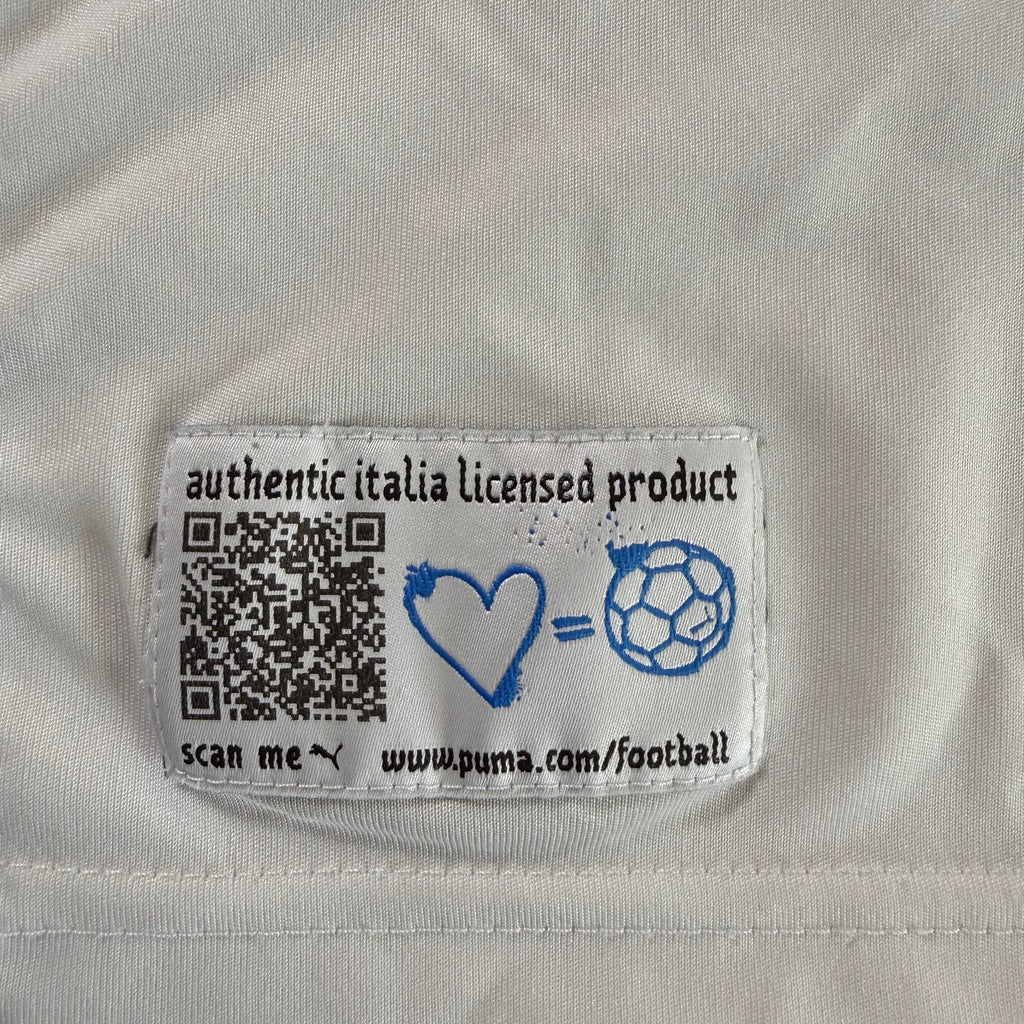 authentic italia licensed product
=
scan me www.puma.com/football